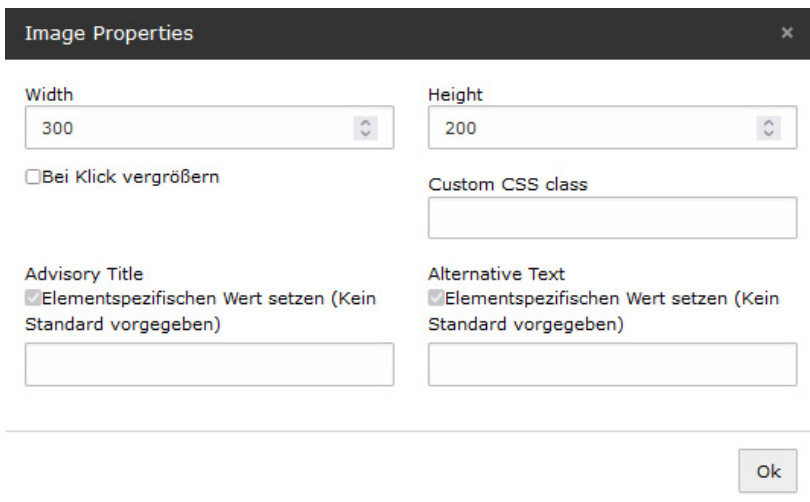 Image Properties ×
Width
300
Height
200
Bei Klick vergrößern
Custom CSS class
Advisory Title
Elementspezifischen Wert setzen (Kein
Standard vorgegeben)
Alternative Text
Elementspezifischen Wert setzen (Kein
Standard vorgegeben)
Ok